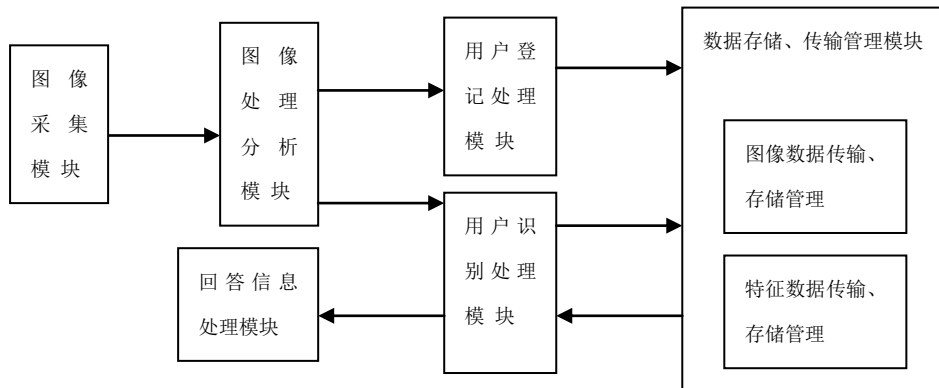 图像
采集
模块
图像
处理
分析
模块
用户登
记处理
模块
数据存储、传输管理模块
图像数据传输、
存储管理
用户识
别处理
模块
回答信息
处理模块
特征数据传输、
存储管理